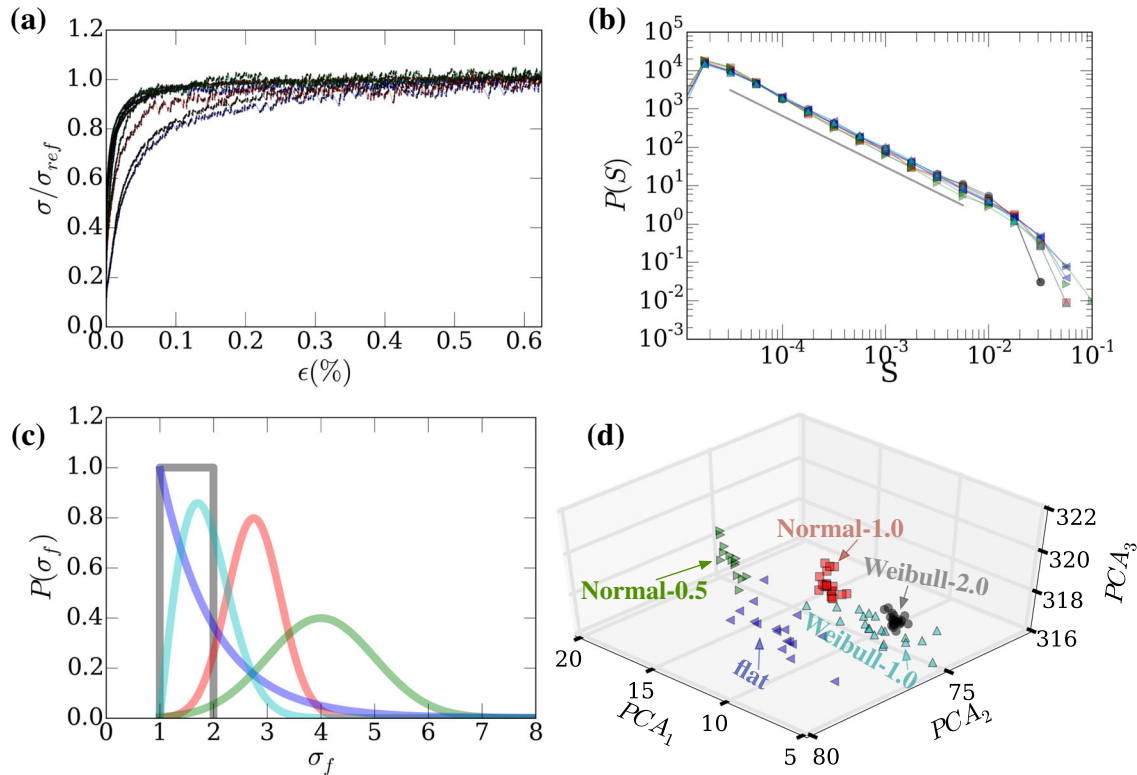 (a)
1.2
1.0
0.8
0.6
0.4
0.2
0.0
σ/σ_ref
0.0 0.1 0.2 0.3 0.4 0.5 0.6
ϵ(%)
(b)
10^5
10^4
10^3
10^2
10^1
10^0
10^-1
10^-2
10^-3
P(S)
10^-4 10^-3 10^-2 10^-1
S
(c)
1.2
1.0
0.8
0.6
0.4
0.2
0.0
P(σ_f)
0 1 2 3 4 5 6 7 8
σ_f
(d)
Normal-1.0
Weibull-2.0
Normal-0.5
Weibull-1.0
flat
322
320
318
316
PCA_3
20
15
10
5
PCA_1
80
75
PCA_2